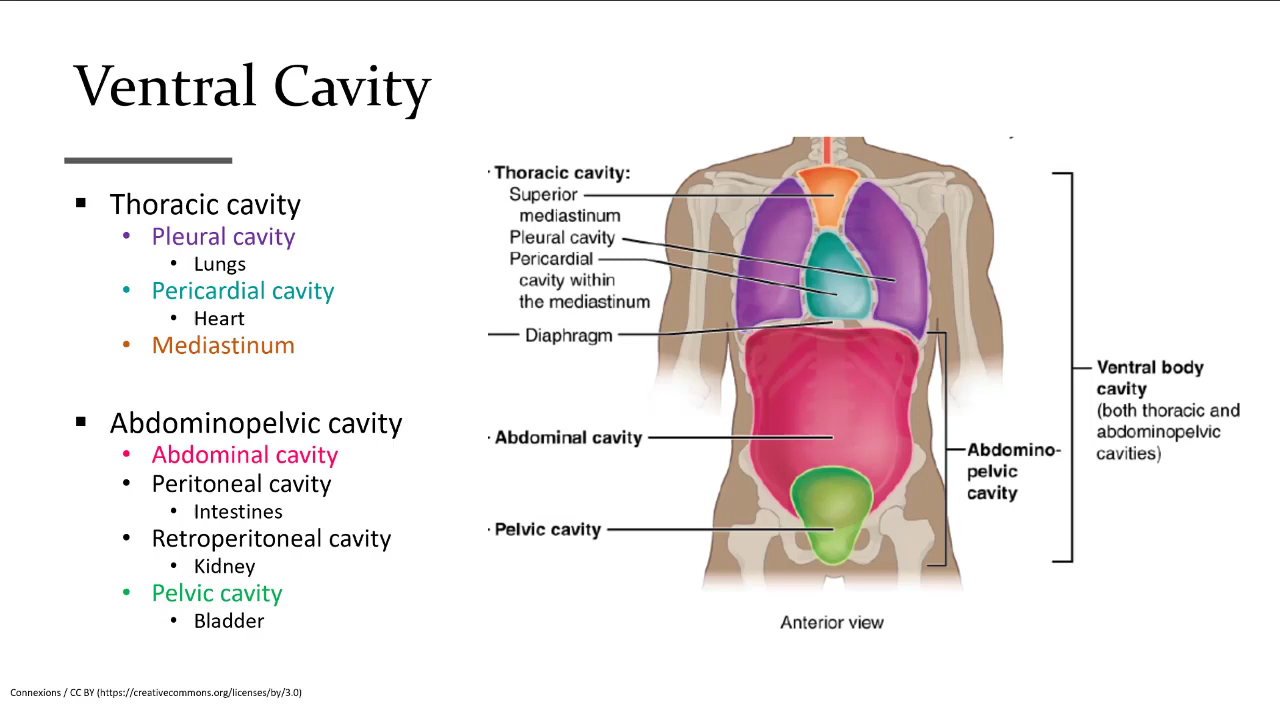 Ventral Cavity
▪ Thoracic cavity
• Pleural cavity
• Lungs
• Pericardial cavity
• Heart
• Mediastinum
▪ Abdominopelvic cavity
• Abdominal cavity
• Peritoneal cavity
• Intestines
• Retroperitoneal cavity
• Kidney
• Pelvic cavity
• Bladder
Thoracic cavity:
Superior
mediastinum
Pleural cavity
Pericardial
cavity within
the mediastinum
Diaphragm
Abdominal cavity
Pelvic cavity
Abdomino-
pelvic
cavity
Ventral body
cavity
(both thoracic and
abdominopelvic
cavities)
Anterior view
Connexions / CC BY (https://creativecommons.org/licenses/by/3.0)